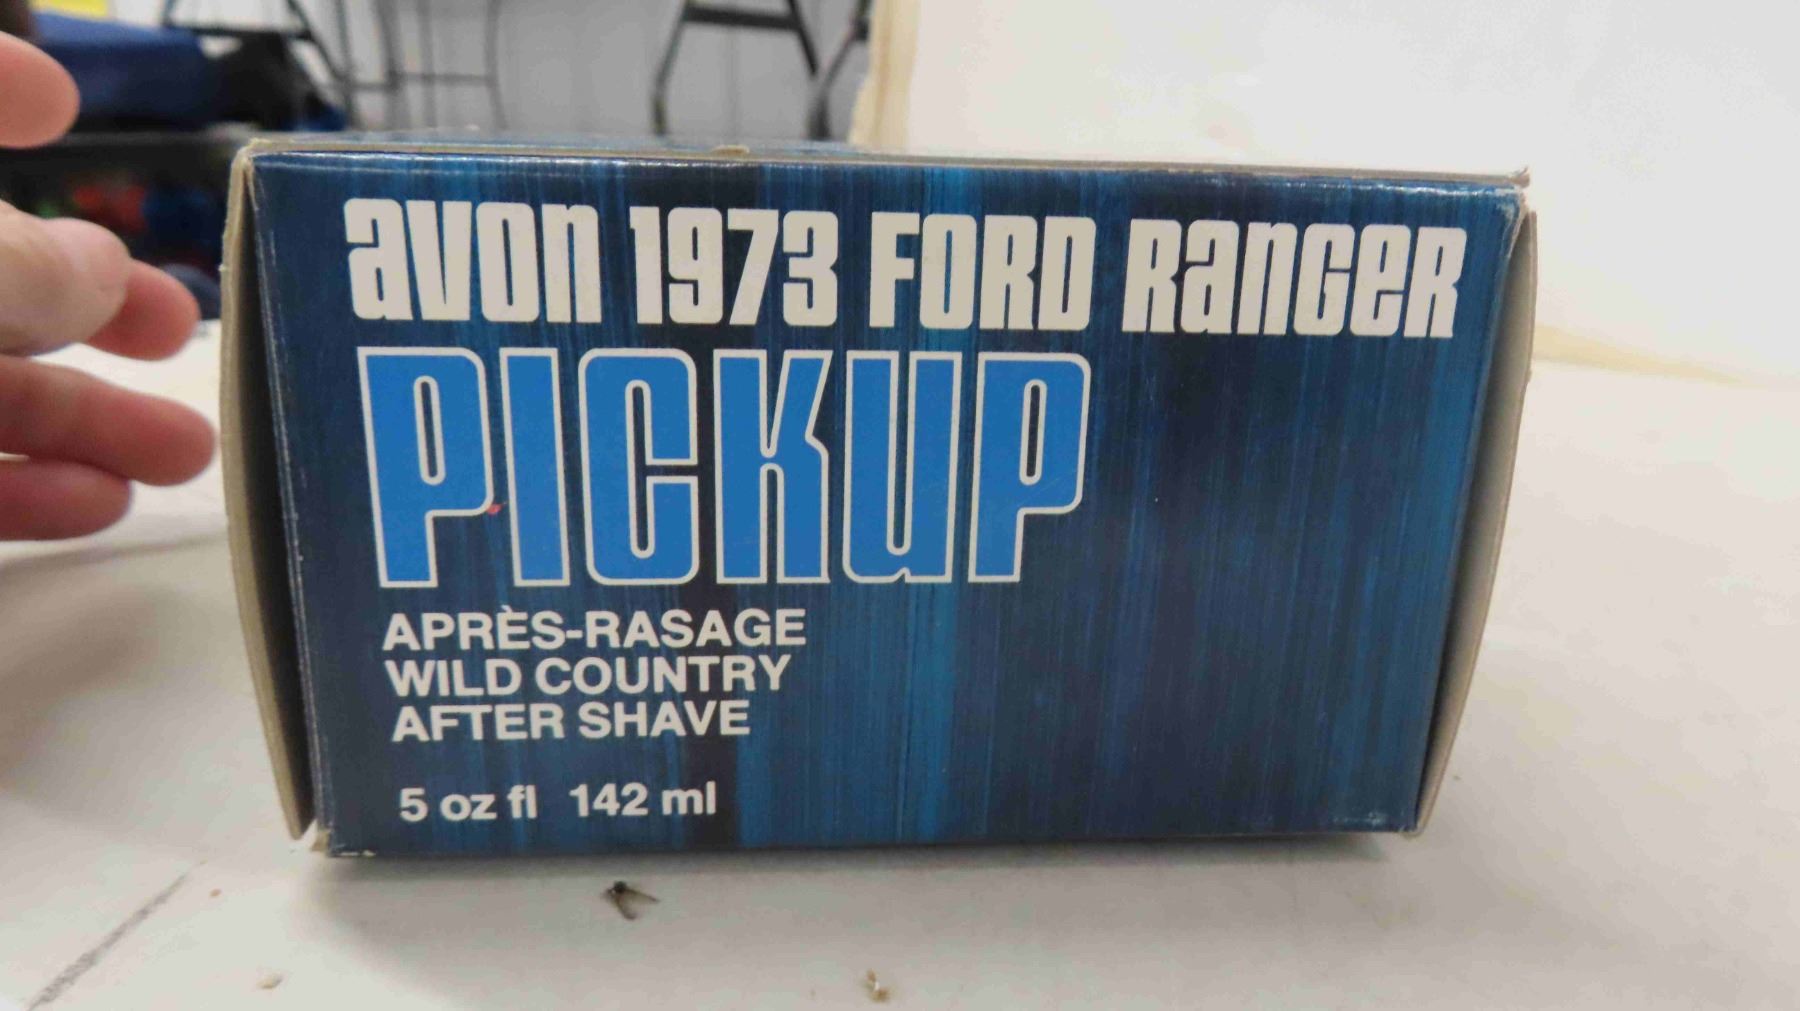 avon 1973 FORD RanGeR
PICKUP
APRÈS-RASAGE
WILD COUNTRY
AFTER SHAVE
5 oz fl 142 ml